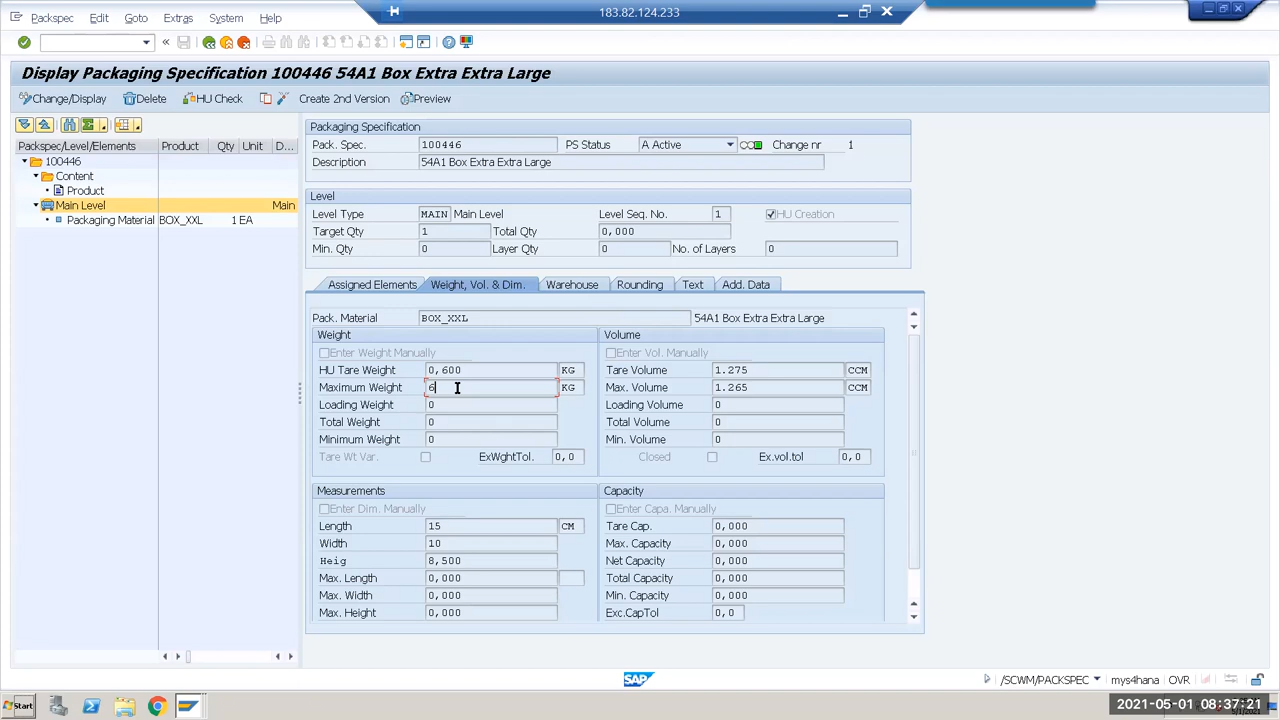 183.82.124.233
Packspec Edit Goto Extras System Help
Display Packaging Specification 100446 54A1 Box Extra Extra Large
Change/Display Delete HU Check Create 2nd Version Preview
Packspec/Level/Elements Product Qty Unit D...
100446
Content
Product
Main Level Main
Packaging Material BOX_XXL 1 EA
Packaging Specification
Pack. Spec. 100446 PS Status A Active Change nr 1
Description 54A1 Box Extra Extra Large
Level
Level Type MAIN Main Level Level Seq. No. 1 HU Creation
Target Qty 1 Total Qty 0,000
Min. Qty 0 Layer Qty 0 No. of Layers 0
Assigned Elements Weight, Vol. & Dim. Warehouse Rounding Text Add. Data
Pack. Material BOX_XXL 54A1 Box Extra Extra Large
Weight Volume
Enter Weight Manually Enter Vol. Manually
HU Tare Weight 0,600 KG Tare Volume 1.275 CCM
Maximum Weight 6 KG Max. Volume 1.265 CCM
Loading Weight 0 Loading Volume 0
Total Weight 0 Total Volume 0
Minimum Weight 0 Min. Volume 0
Tare Wt Var. ExWghtTol. 0,0 Closed Ex.vol.tol 0,0
Measurements Capacity
Enter Dim. Manually Enter Capa. Manually
Length 15 CM Tare Cap. 0,000
Width 10 Max. Capacity 0,000
Heig 8,500 Net Capacity 0,000
Max. Length 0,000 Total Capacity 0,000
Max. Width 0,000 Min. Capacity 0,000
Max. Height 0,000 Exc.CapTol 0,0
SAP /SCWM/PACKSPEC mys4hana OVR
Start 2021-05-01 08:37:21